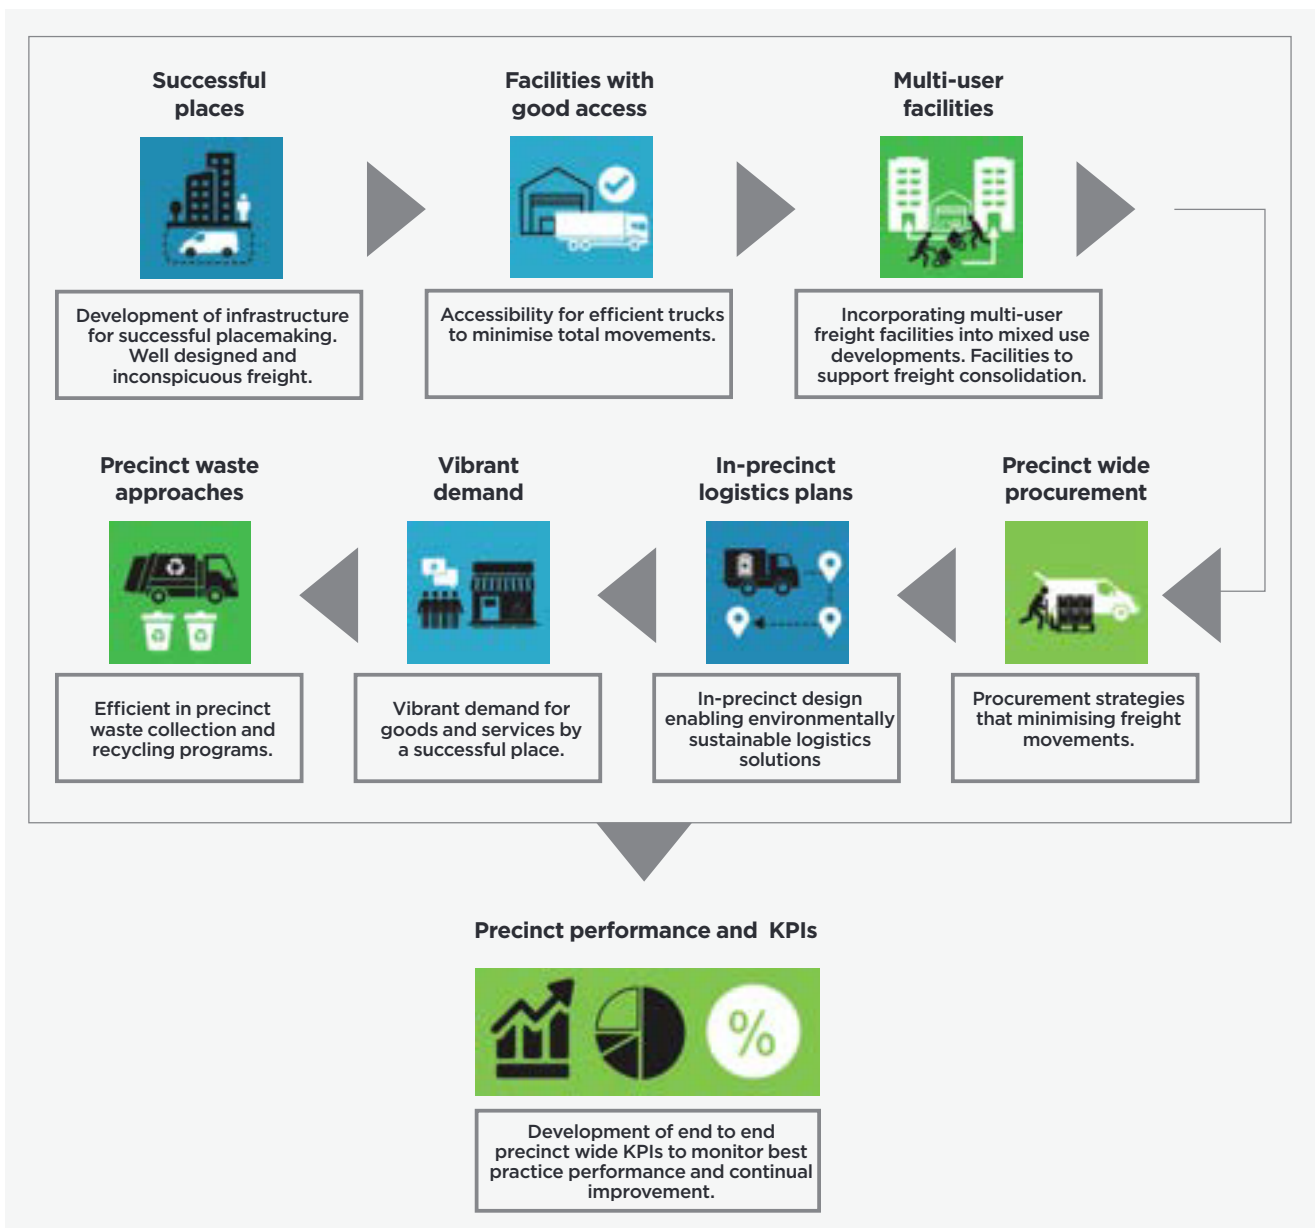 Successful
places
Facilities with
good access
Multi-user
facilities
Development of infrastructure
for successful placemaking.
Well designed and
inconspicuous freight.
Accessibility for efficient trucks
to minimise total movements.
Incorporating multi-user
freight facilities into mixed use
developments. Facilities to
support freight consolidation.
Precinct waste
approaches
Vibrant
demand
In-precinct
logistics plans
Precinct wide
procurement
Efficient in precinct
waste collection and
recycling programs.
Vibrant demand for
goods and services by
a successful place.
In-precinct design
enabling environmentally
sustainable logistics
solutions
Procurement strategies
that minimising freight
movements.
Precinct performance and KPIs
%
Development of end to end
precinct wide KPIs to monitor best
practice performance and continual
improvement.